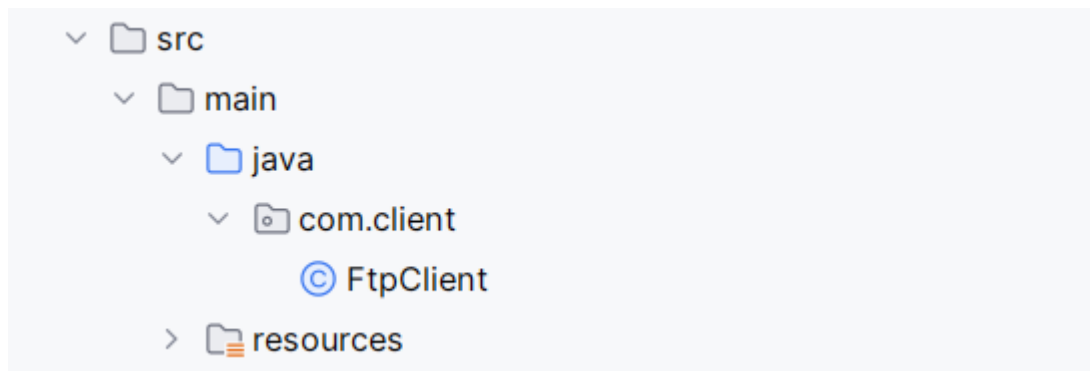 src
main
java
com.client
FtpClient
resources